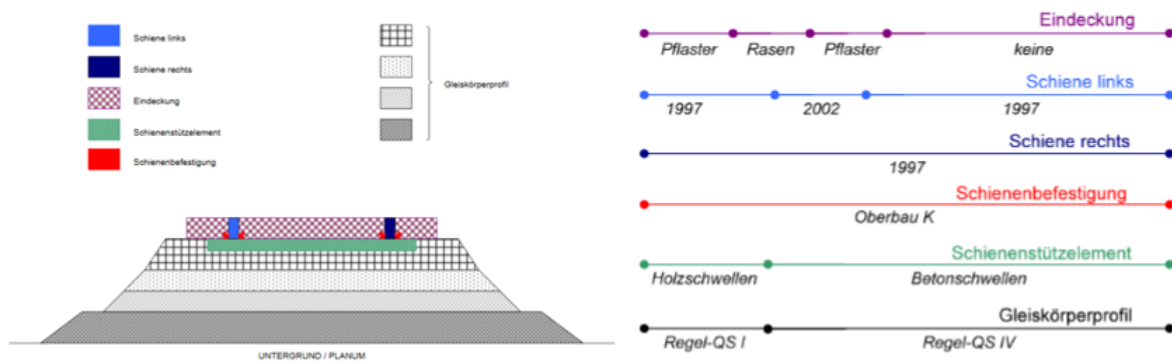 Schiene links
Schiene rechts
Eindeckung
Schienenstützelement
Schienenbefestigung
Gleiskörperprofil
UNTERGRUND / PLANUM
Eindeckung
Pflaster Rasen Pflaster keine
Schiene links
1997 2002 1997
Schiene rechts
1997
Schienenbefestigung
Oberbau K
Schienenstützelement
Holzschwellen Betonschwellen
Gleiskörperprofil
Regel-QS I Regel-QS IV